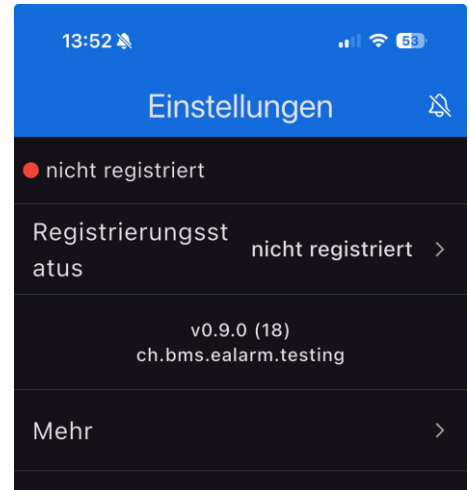 13:52
53
Einstellungen
nicht registriert
Registrierungsst
atus
nicht registriert
v0.9.0 (18)
ch.bms.ealarm.testing
Mehr